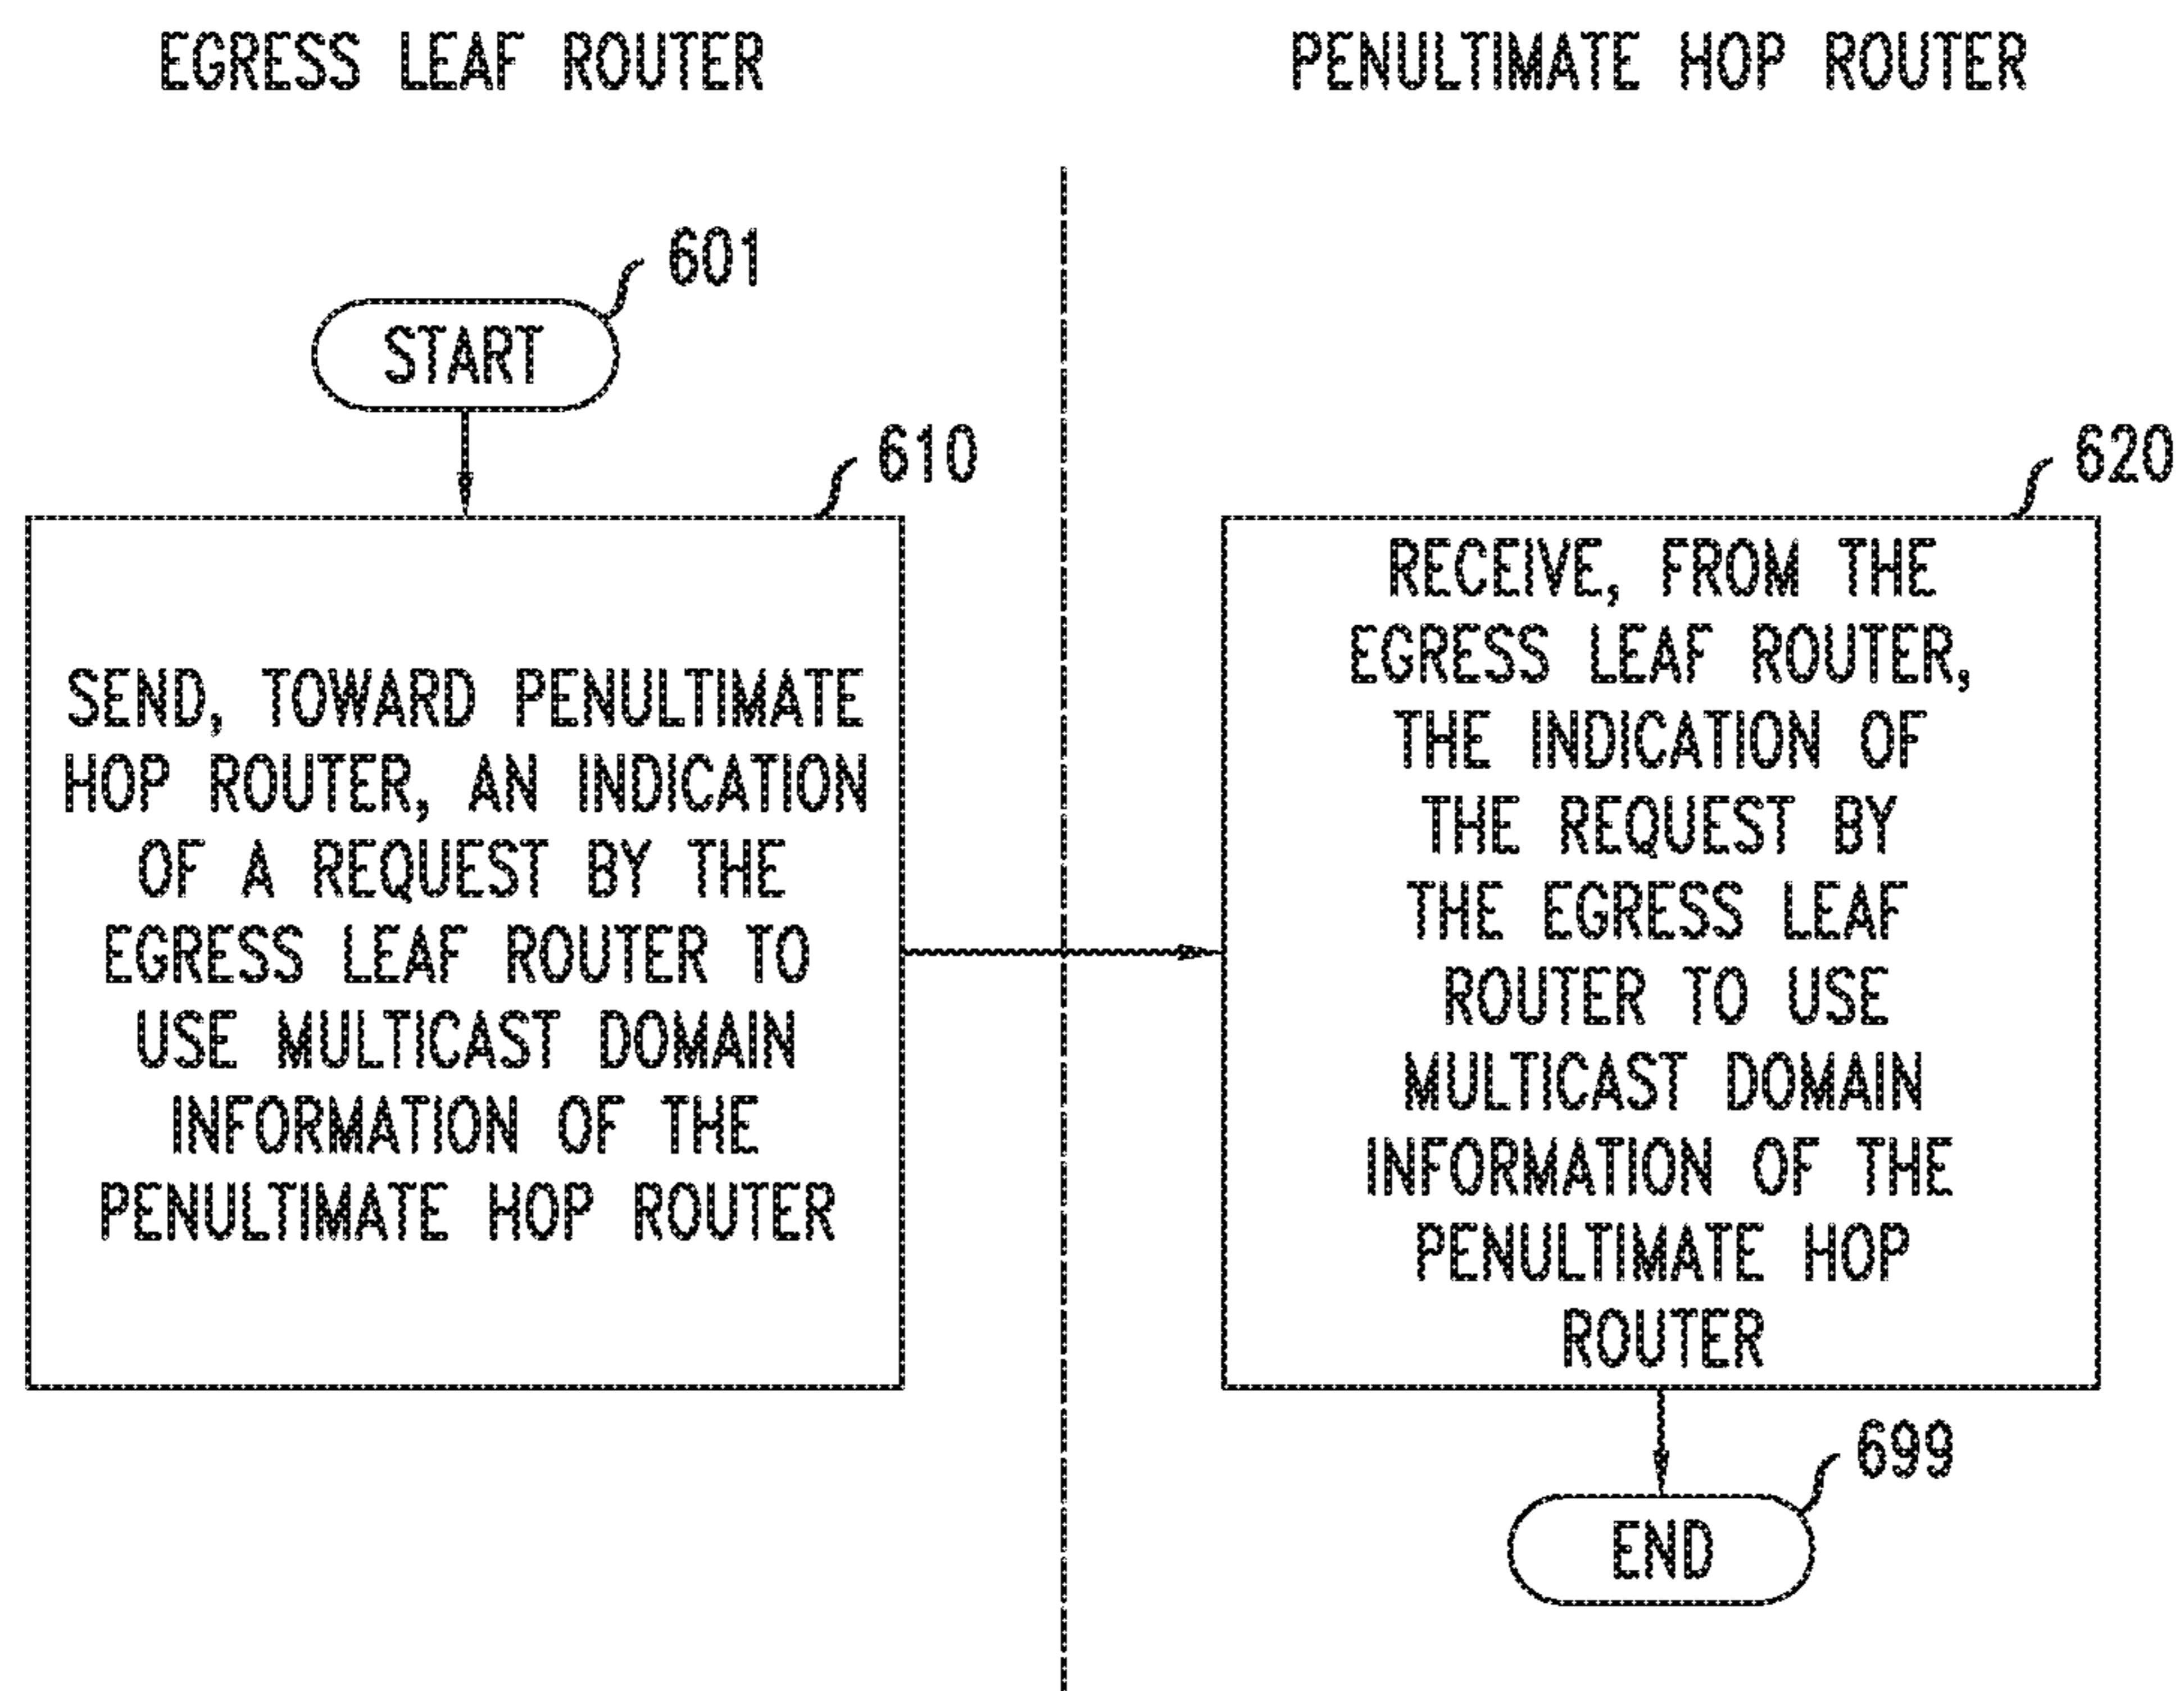 EGRESS LEAF ROUTER
PENULTIMATE HOP ROUTER
601
START
610
SEND, TOWARD PENULTIMATE
HOP ROUTER, AN INDICATION
OF A REQUEST BY THE
EGRESS LEAF ROUTER TO
USE MULTICAST DOMAIN
INFORMATION OF THE
PENULTIMATE HOP ROUTER
620
RECEIVE, FROM THE
EGRESS LEAF ROUTER,
THE INDICATION OF
THE REQUEST BY
THE EGRESS LEAF
ROUTER TO USE
MULTICAST DOMAIN
INFORMATION OF THE
PENULTIMATE HOP
ROUTER
699
END